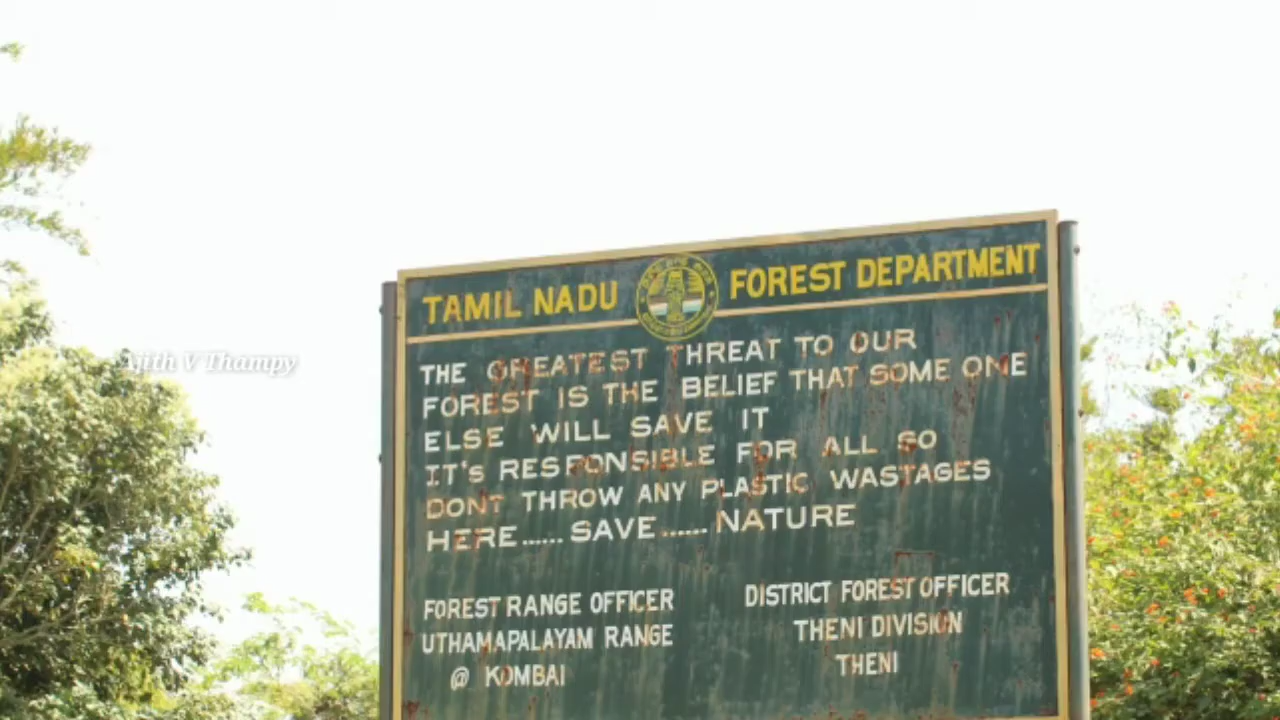 TAMIL NADU FOREST DEPARTMENT
THE GREATEST THREAT TO OUR
FOREST IS THE BELIEF THAT SOME ONE
ELSE WILL SAVE IT
IT'S RESPONSIBLE FOR ALL SO
DONT THROW ANY PLASTIC WASTAGES
HERE...... SAVE...... NATURE
FOREST RANGE OFFICER
UTHAMAPALAYAM RANGE
@ KOMBAI
DISTRICT FOREST OFFICER
THENI DIVISION
THENI
Ajith V Thampy